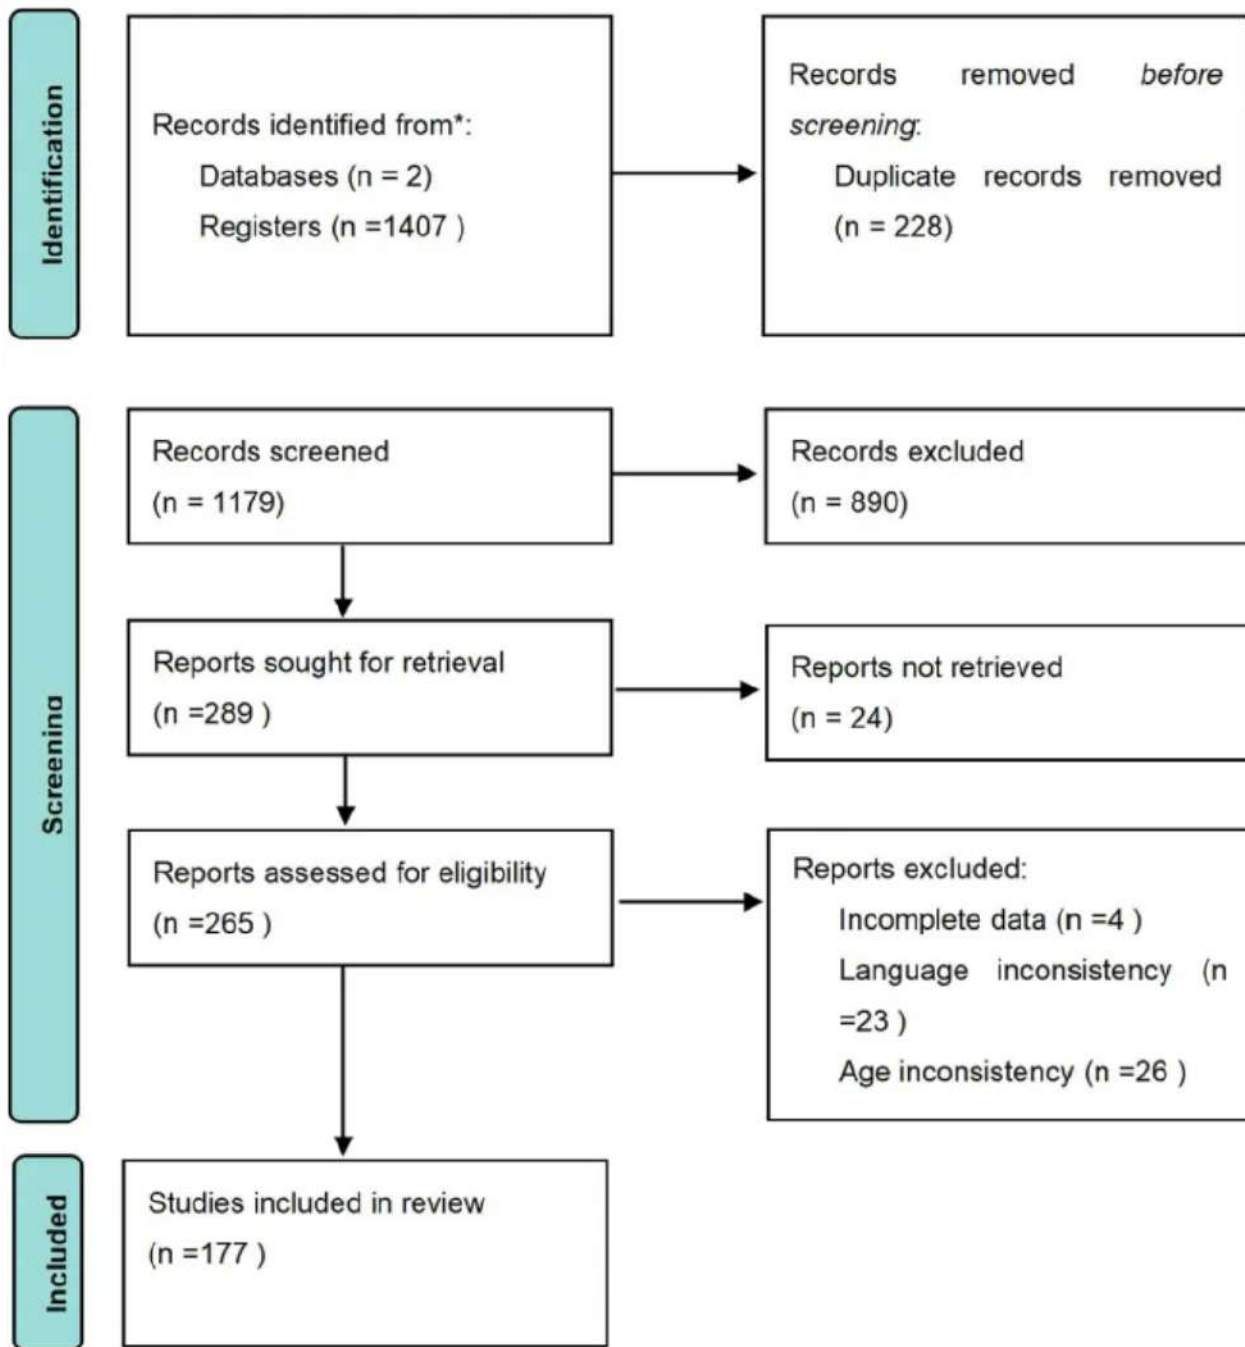 Identification
Records identified from*:
Databases (n = 2)
Registers (n =1407 )
Records removed before
screening:
Duplicate records removed
(n = 228)
Screening
Records screened
(n = 1179)
Records excluded
(n = 890)
Reports sought for retrieval
(n =289 )
Reports not retrieved
(n = 24)
Reports assessed for eligibility
(n =265 )
Reports excluded:
Incomplete data (n =4 )
Language inconsistency (n
=23 )
Age inconsistency (n =26 )
Included
Studies included in review
(n =177 )